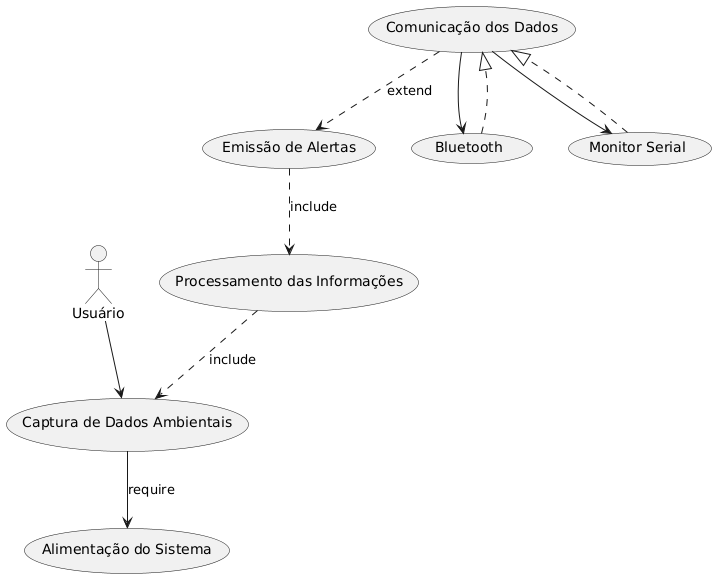 Comunicação dos Dados
extend
Emissão de Alertas
Bluetooth
Monitor Serial
include
Processamento das Informações
Usuário
include
Captura de Dados Ambientais
require
Alimentação do Sistema